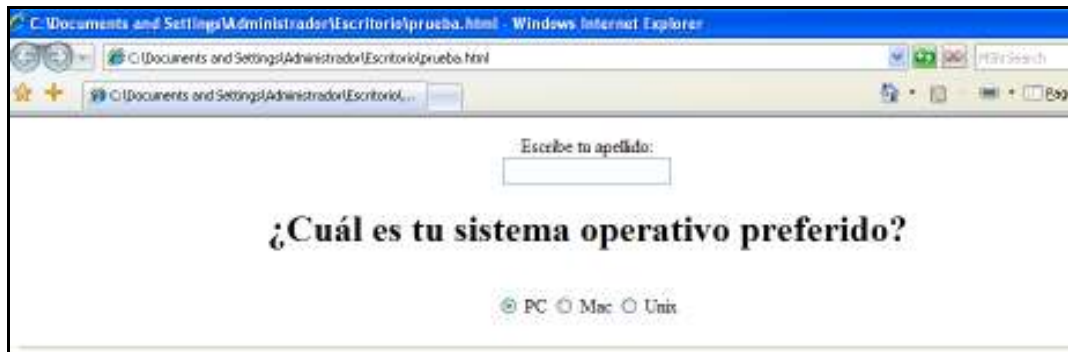 C:\Documents and Settings\Administrador\Escritorio\prueba.html - Windows Internet Explorer
C:\Documents and Settings\Administrador\Escritorio\prueba.html
Search
C:\Documents and Settings\Administrador\Escritorio\...
Escribe tu apellido:
¿Cuál es tu sistema operativo preferido?
PC Mac Unix